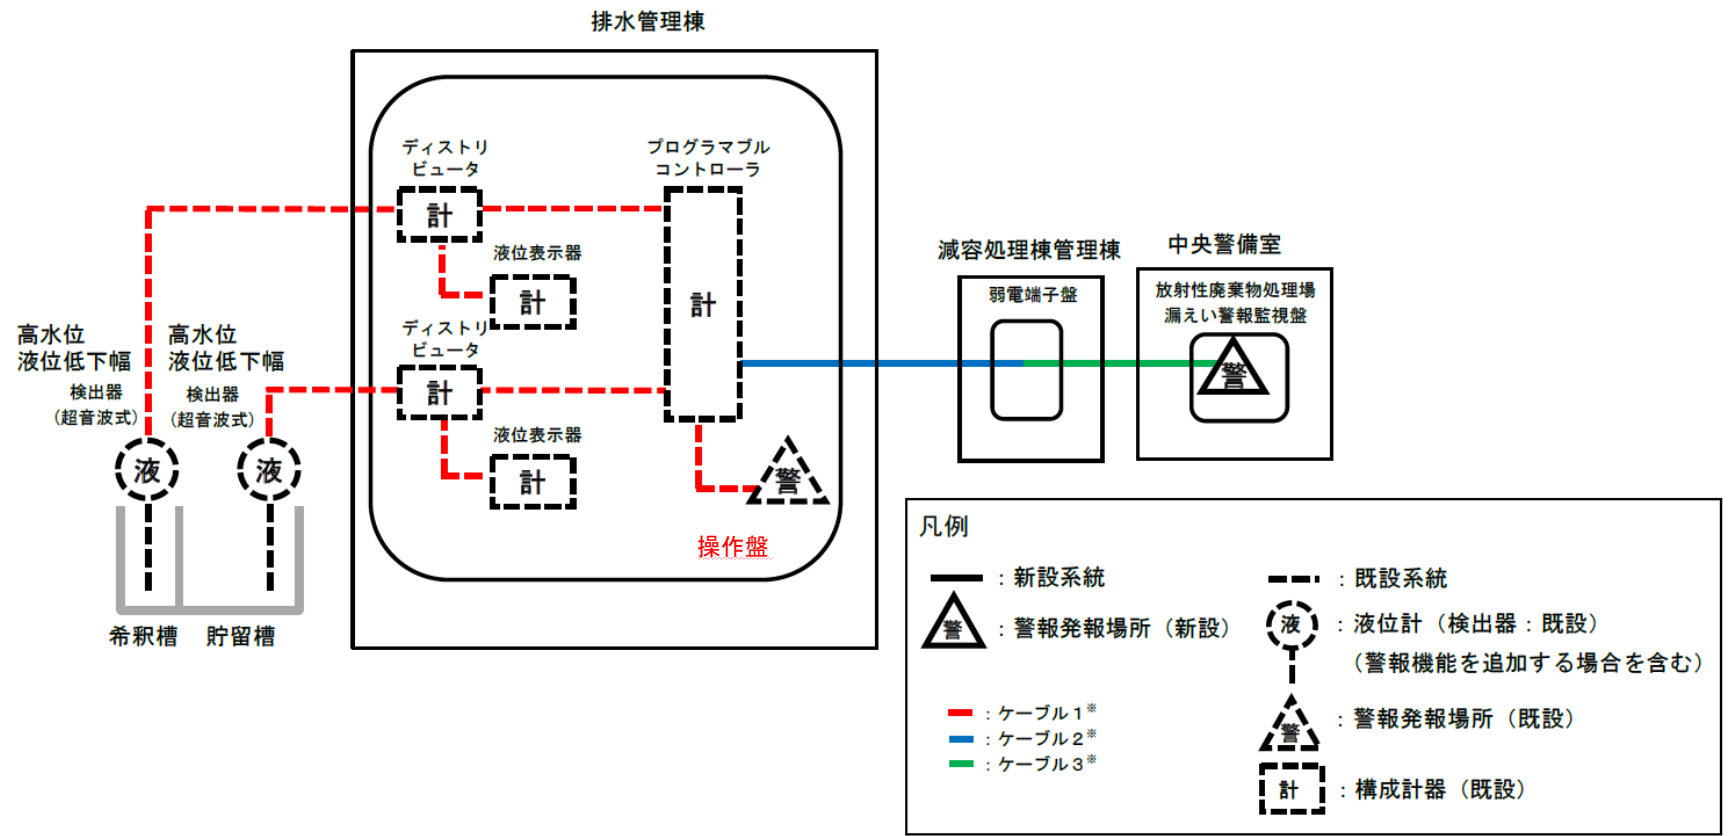 排水管理棟
ディストリ
ビュータ
計
プログラマブル
コントローラ
計
液位表示器
計
ディストリ
ビュータ
計
液位表示器
計
警
操作盤
高水位
液位低下幅
検出器
（超音波式）
液
高水位
液位低下幅
検出器
（超音波式）
液
希釈槽
貯留槽
減容処理棟管理棟
弱電端子盤
中央警備室
放射性廃棄物処理場
漏えい警報監視盤
警
凡例
：新設系統
警
：警報発報場所（新設）
：ケーブル１※
：ケーブル２※
：ケーブル３※
：既設系統
液
：液位計（検出器：既設）
（警報機能を追加する場合を含む）
警
：警報発報場所（既設）
計
：構成計器（既設）